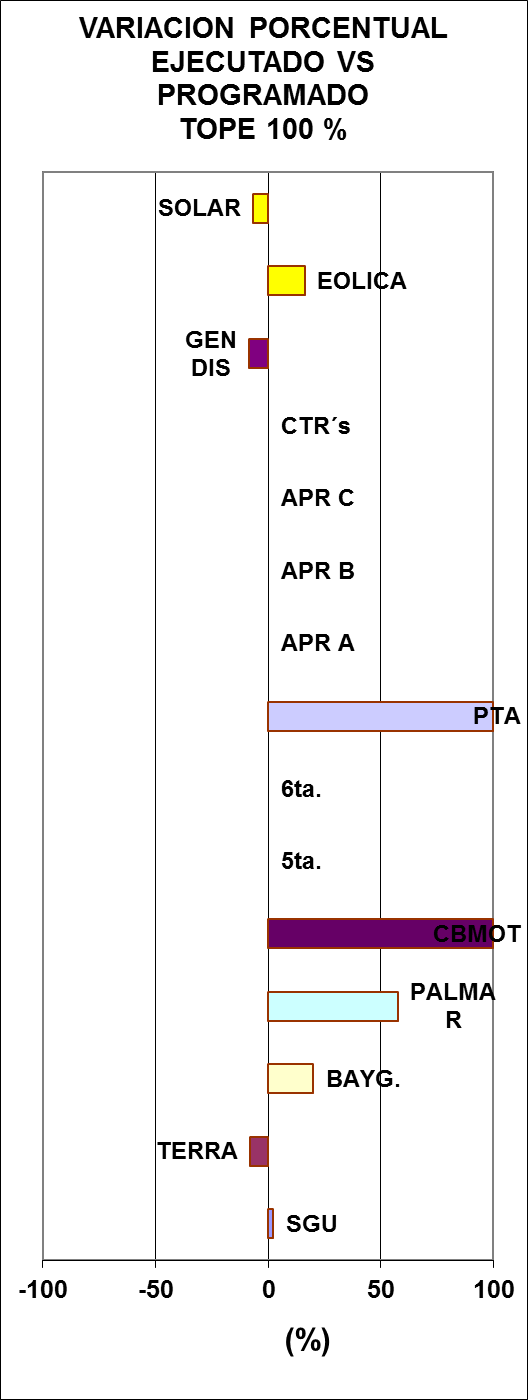 VARIACION PORCENTUAL
EJECUTADO VS
PROGRAMADO
TOPE 100 %
SOLAR
EOLICA
GEN
DIS
CTR´s
APR C
APR B
APR A
PTA
6ta.
5ta.
CBMOT
PALMA
R
BAYG.
TERRA
SGU
-100 -50 0 50 100
(%)